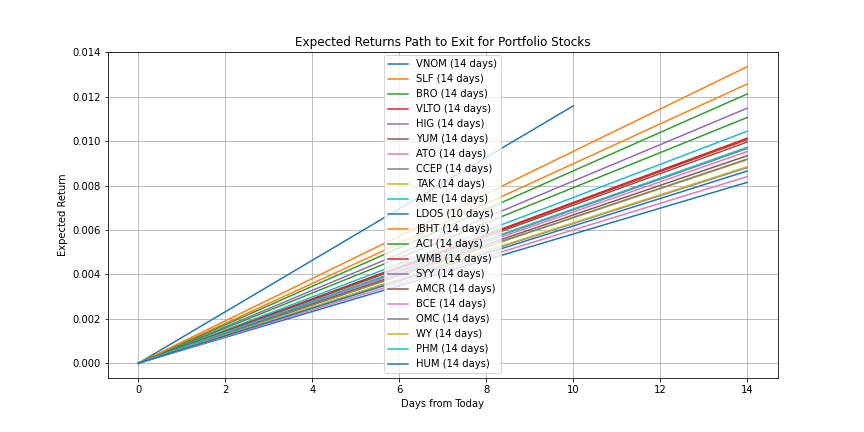 Expected Returns Path to Exit for Portfolio Stocks
Expected Return
0.014
0.012
0.010
0.008
0.006
0.004
0.002
0.000
VNOM (14 days)
SLF (14 days)
BRO (14 days)
VLTO (14 days)
HIG (14 days)
YUM (14 days)
ATO (14 days)
CCEP (14 days)
TAK (14 days)
AME (14 days)
LDOS (10 days)
JBHT (14 days)
ACI (14 days)
WMB (14 days)
SYY (14 days)
AMCR (14 days)
BCE (14 days)
OMC (14 days)
WY (14 days)
PHM (14 days)
HUM (14 days)
0 2 4 6 8 10 12 14
Days from Today